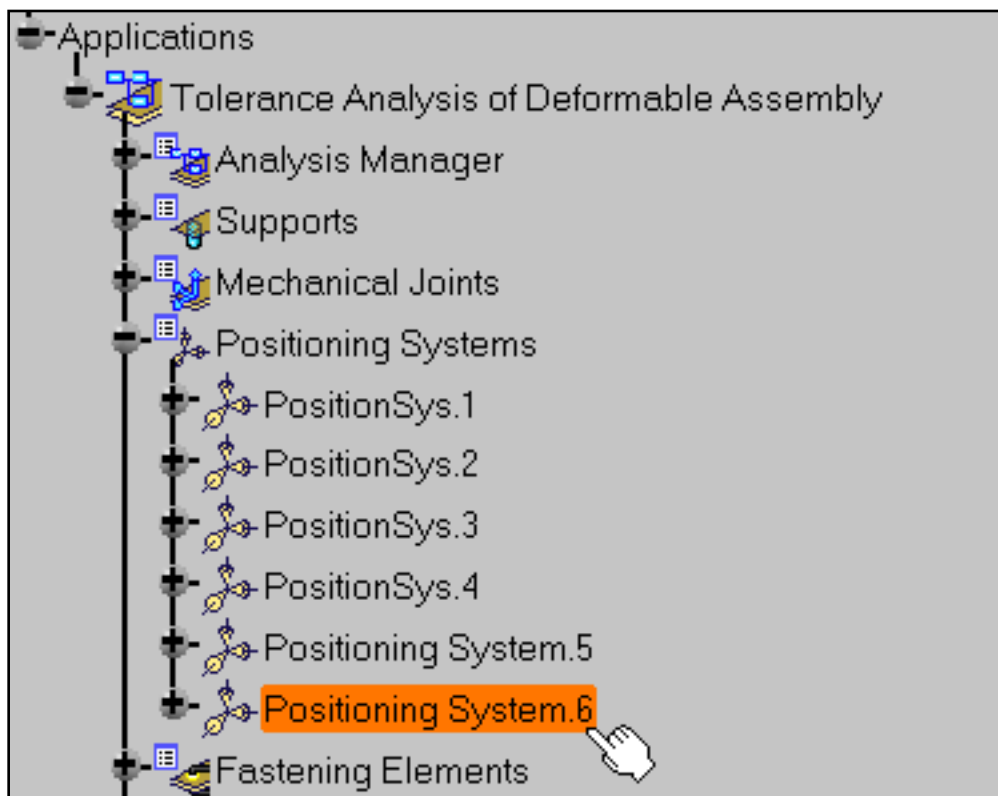 Applications
Tolerance Analysis of Deformable Assembly
Analysis Manager
Supports
Mechanical Joints
Positioning Systems
PositionSys.1
PositionSys.2
PositionSys.3
PositionSys.4
Positioning System.5
Positioning System.6
Fastening Elements